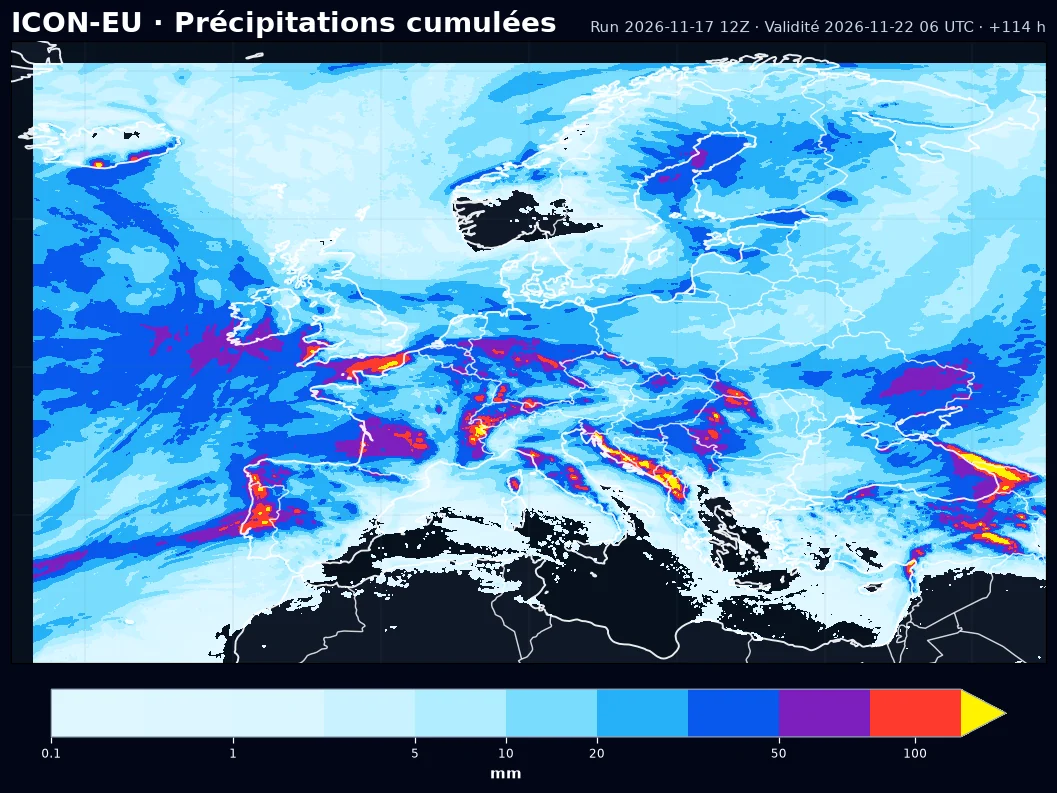 ICON-EU · Précipitations cumulées
Run 2026-11-17 12Z · Validité 2026-11-22 06 UTC · +114 h
0.1 1 5 10 20 50 100
mm